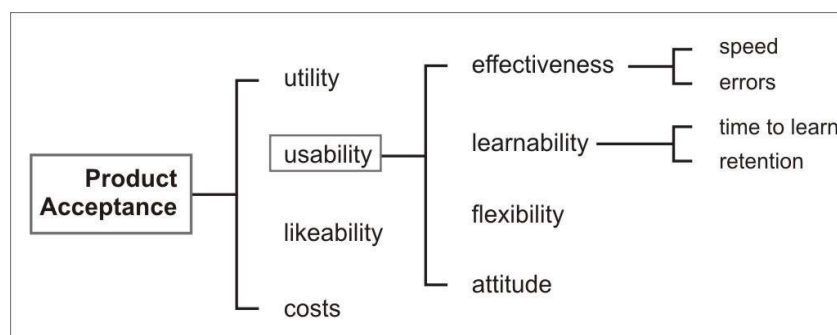 Product
Acceptance
utility
usability
likeability
costs
effectiveness
learnability
flexibility
attitude
speed
errors
time to learn
retention